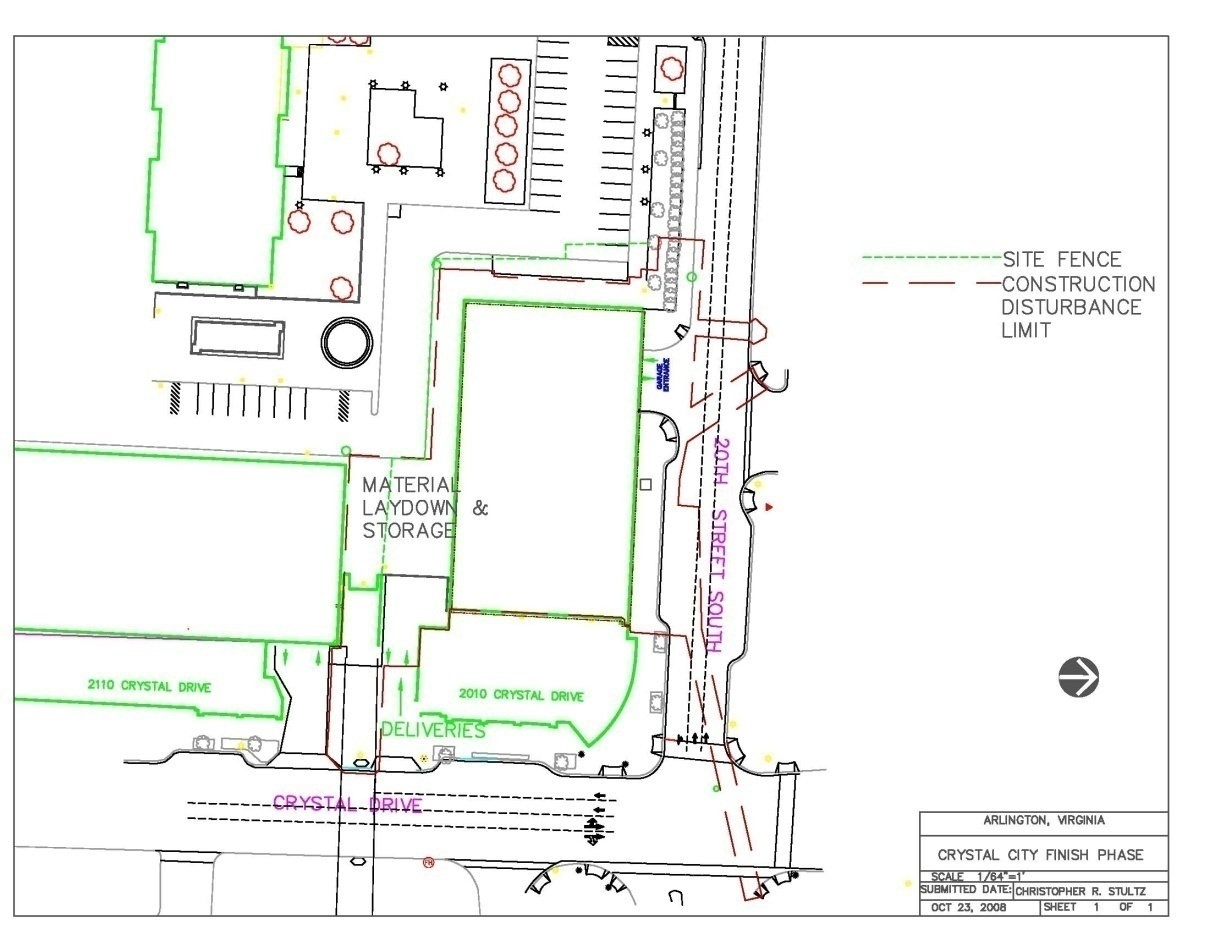 SITE FENCE
CONSTRUCTION
DISTURBANCE
LIMIT
GARAGE
ENTRANCE
20TH STREET SOUTH
MATERIAL
LAYDOWN &
STORAGE
2110 CRYSTAL DRIVE
2010 CRYSTAL DRIVE
DELIVERIES
CRYSTAL DRIVE
FH
ARLINGTON, VIRGINIA
CRYSTAL CITY FINISH PHASE
SCALE 1/64"=1'
SUBMITTED DATE: CHRISTOPHER R. STULTZ
OCT 23, 2008 SHEET 1 OF 1